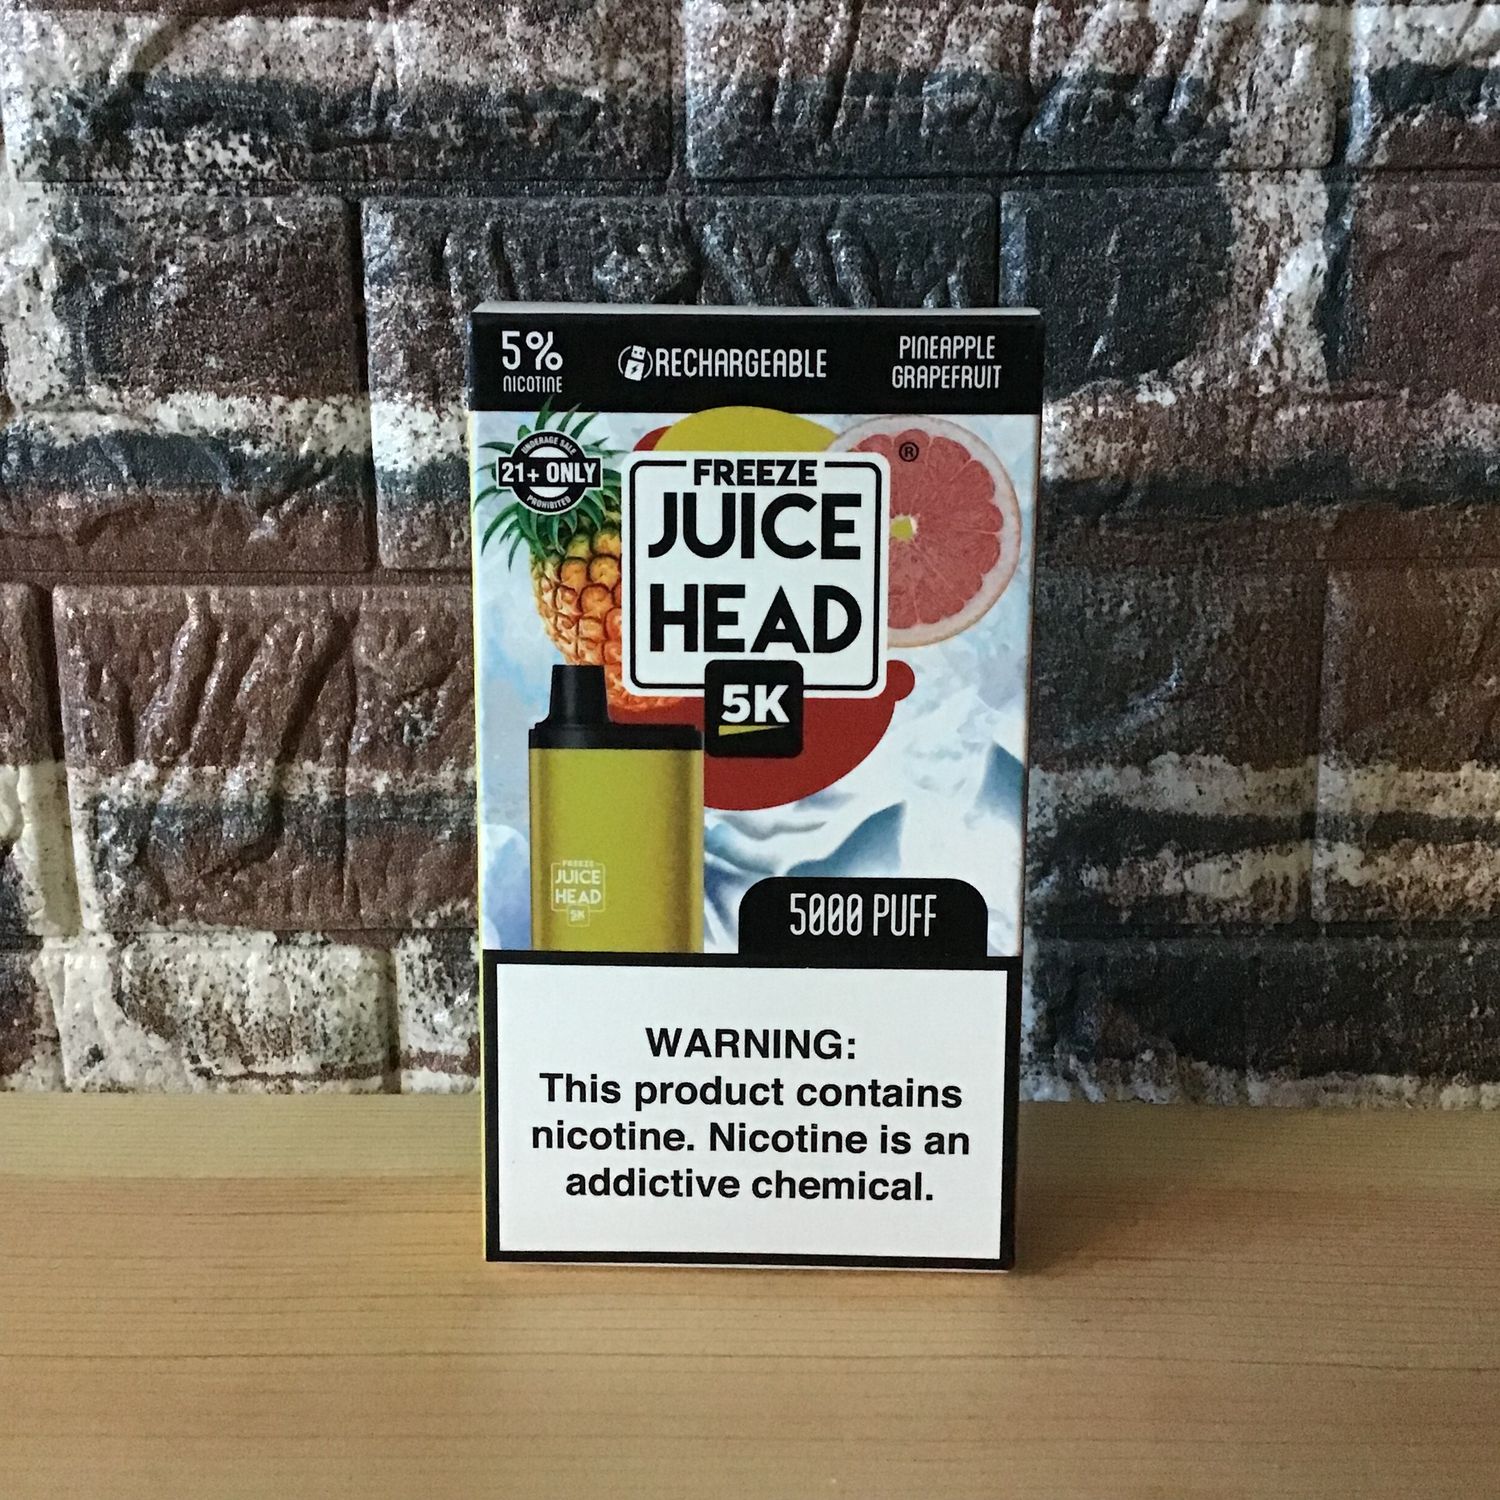 5%
NICOTINE
RECHARGEABLE
PINEAPPLE
GRAPEFRUIT
UNDERAGE SALE
21+ ONLY
PROHIBITED
FREEZE
JUICE
HEAD
®
5K
FREEZE
JUICE
HEAD
5K
5000 PUFF
WARNING:
This product contains
nicotine. Nicotine is an
addictive chemical.